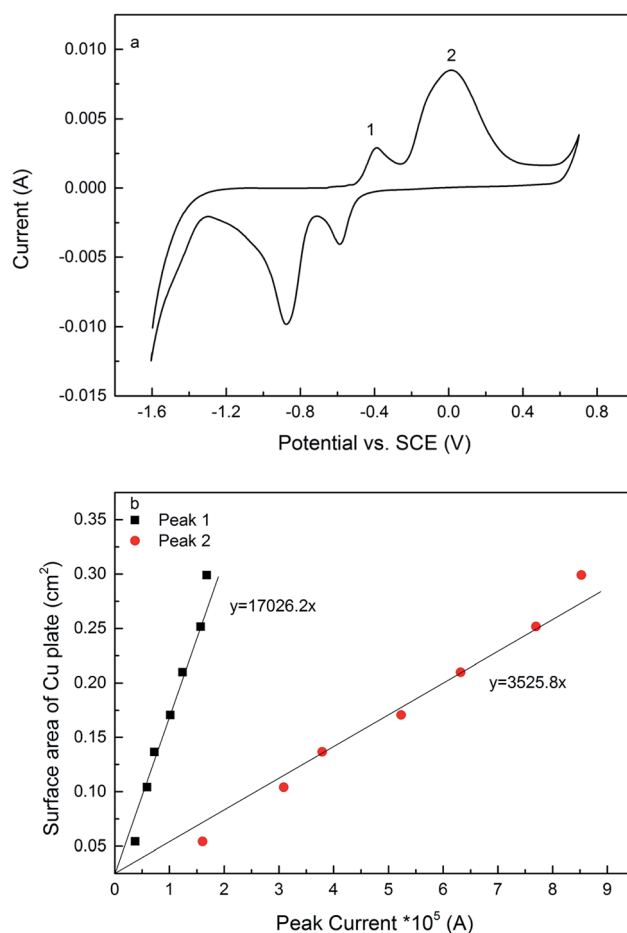 a
2
1
0.010
0.005
0.000
-0.005
-0.010
-0.015
Current (A)
-1.6 -1.2 -0.8 -0.4 0.0 0.4 0.8
Potential vs. SCE (V)
b
Peak 1
Peak 2
y=17026.2x
y=3525.8x
0.35
0.30
0.25
0.20
0.15
0.10
0.05
Surface area of Cu plate (cm²)
0 1 2 3 4 5 6 7 8 9
Peak Current *10⁵ (A)